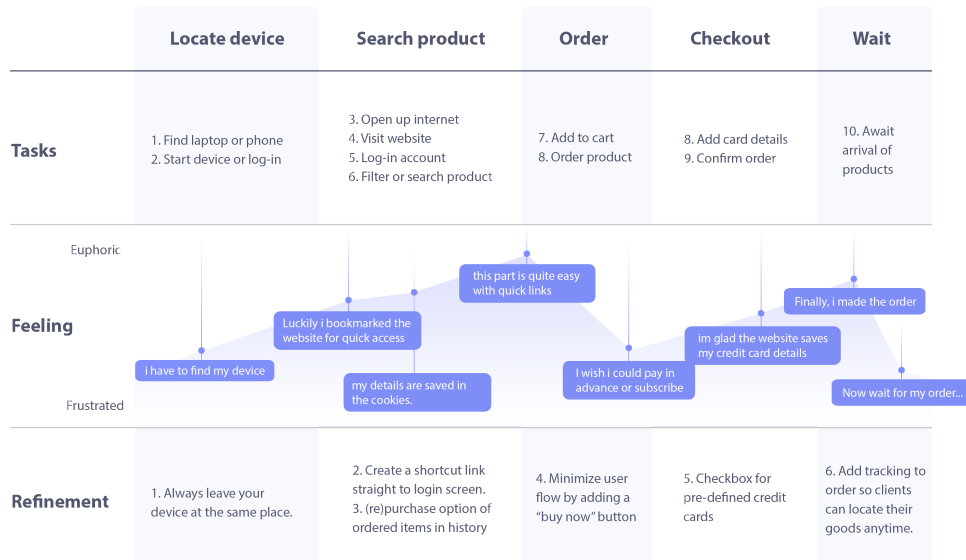 Locate device
Search product
Order
Checkout
Wait
Tasks
1. Find laptop or phone
2. Start device or log-in
3. Open up internet
4. Visit website
5. Log-in account
6. Filter or search product
7. Add to cart
8. Order product
8. Add card details
9. Confirm order
10. Await
arrival of
products
Feeling
Euphoric
Frustrated
i have to find my device
Luckily i bookmarked the
website for quick access
my details are saved in
the cookies.
this part is quite easy
with quick links
I wish i could pay in
advance or subscribe
im glad the website saves
my credit card details
Finally, i made the order
Now wait for my order...
Refinement
1. Always leave your
device at the same place.
2. Create a shortcut link
straight to login screen.
3. (re)purchase option of
ordered items in history
4. Minimize user
flow by adding a
“buy now” button
5. Checkbox for
pre-defined credit
cards
6. Add tracking to
order so clients
can locate their
goods anytime.